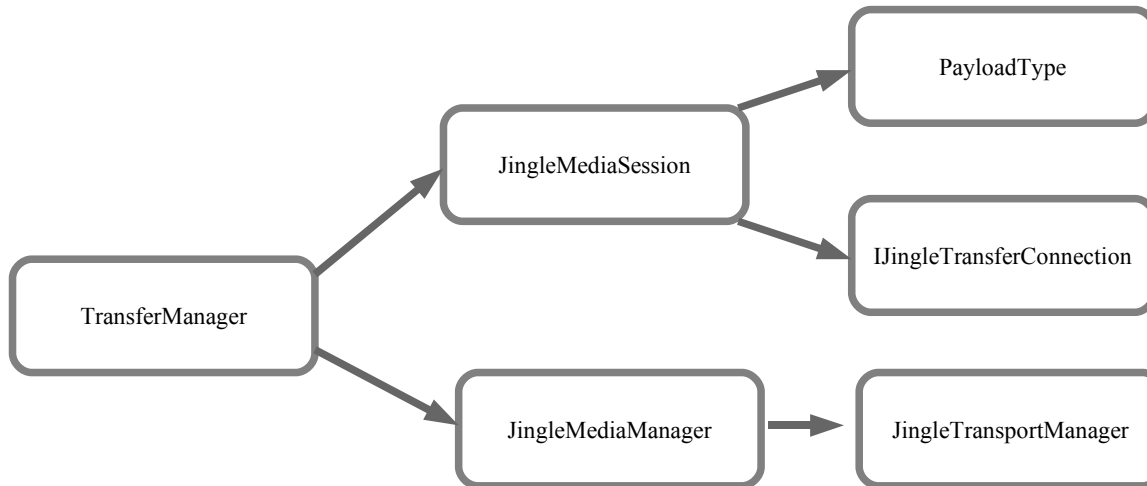 PayloadType
JingleMediaSession
IJingleTransferConnection
TransferManager
JingleMediaManager
JingleTransportManager